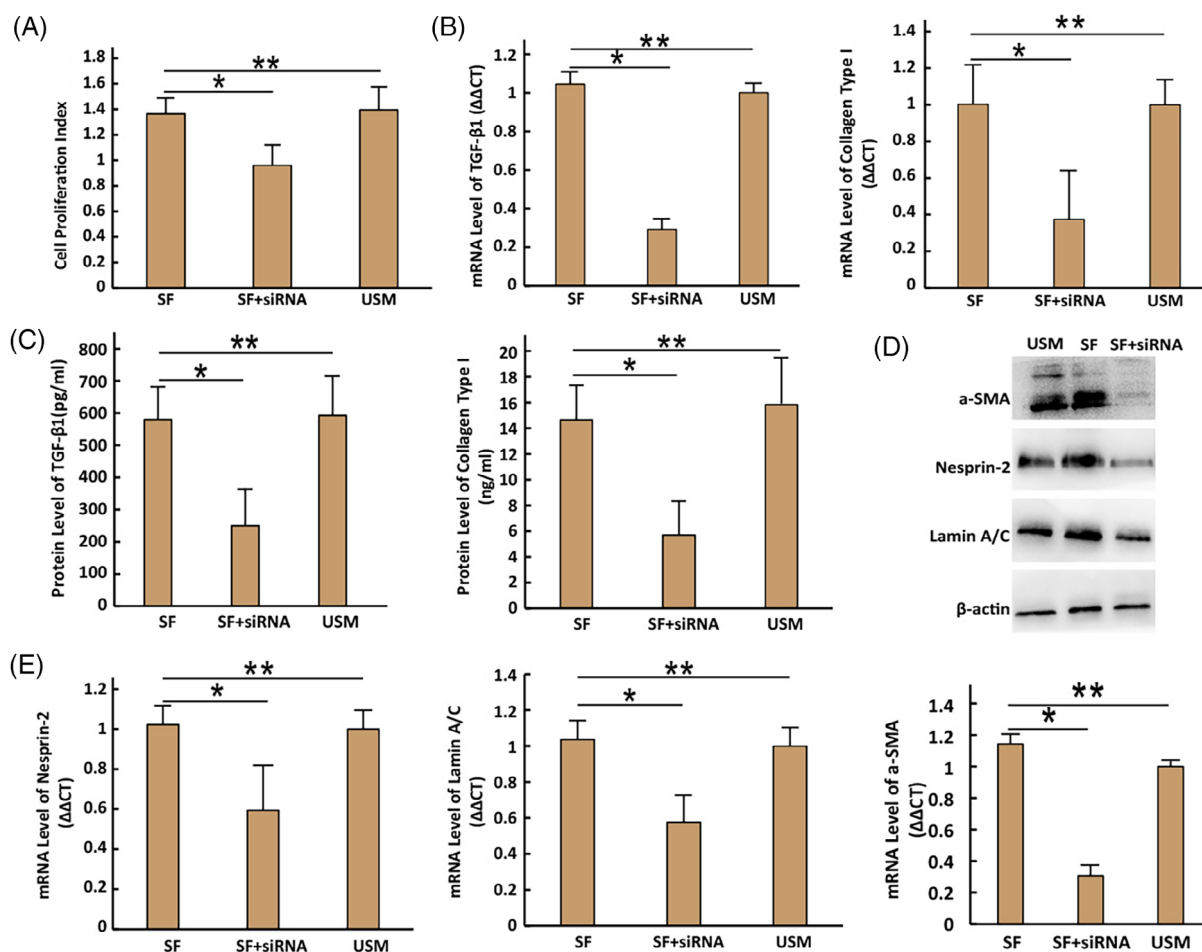 (A)
Cell Proliferation Index
1.8
1.6
1.4
1.2
1
0.8
0.6
0.4
0.2
0
**
*
SF
SF+siRNA
USM
(B)
mRNA Level of TGF-β1 (ΔΔCT)
1.2
1
0.8
0.6
0.4
0.2
0
**
*
SF
SF+siRNA
USM
mRNA Level of Collagen Type I
(ΔΔCT)
1.4
1.2
1
0.8
0.6
0.4
0.2
0
**
*
SF
SF+siRNA
USM
(C)
Protein Level of TGF-β1(pg/ml)
800
700
600
500
400
300
200
100
0
**
*
SF
SF+siRNA
USM
Protein Level of Collagen Type I
(ng/ml)
20
18
16
14
12
10
8
6
4
2
0
**
*
SF
SF+siRNA
USM
(D)
USM SF SF+siRNA
a-SMA
Nesprin-2
Lamin A/C
β-actin
(E)
mRNA Level of Nesprin-2
(ΔΔCT)
1.2
1
0.8
0.6
0.4
0.2
0
**
*
SF
SF+siRNA
USM
mRNA Level of Lamin A/C
(ΔΔCT)
1.4
1.2
1
0.8
0.6
0.4
0.2
0
**
*
SF
SF+siRNA
USM
mRNA Level of a-SMA
(ΔΔCT)
1.4
1.2
1
0.8
0.6
0.4
0.2
0
**
*
SF
SF+siRNA
USM